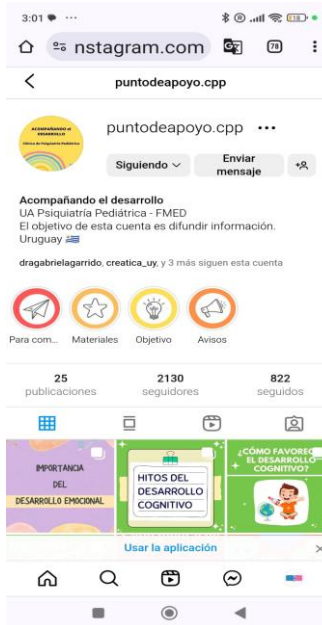 3:01
nstagram.com
78
puntodeapoyo.cpp
ACOMPAÑANDO el
DESARROLLO
Clínica de Psiquiatría Pediátrica
puntodeapoyo.cpp
Siguiendo
Enviar
mensaje
Acompañando el desarrollo
UA Psiquiatría Pediátrica - FMED
El objetivo de esta cuenta es difundir información.
Uruguay
dragabrielagarrido, creatica_uy, y 3 más siguen esta cuenta
Para com... Materiales Objetivo Avisos
25 2130 822
publicaciones seguidores seguidos
IMPORTANCIA
DEL
DESARROLLO EMOCIONAL
HITOS DEL
DESARROLLO
COGNITIVO
¿CÓMO FAVOREC
EL DESARROLLO
COGNITIVO?
Usar la aplicación